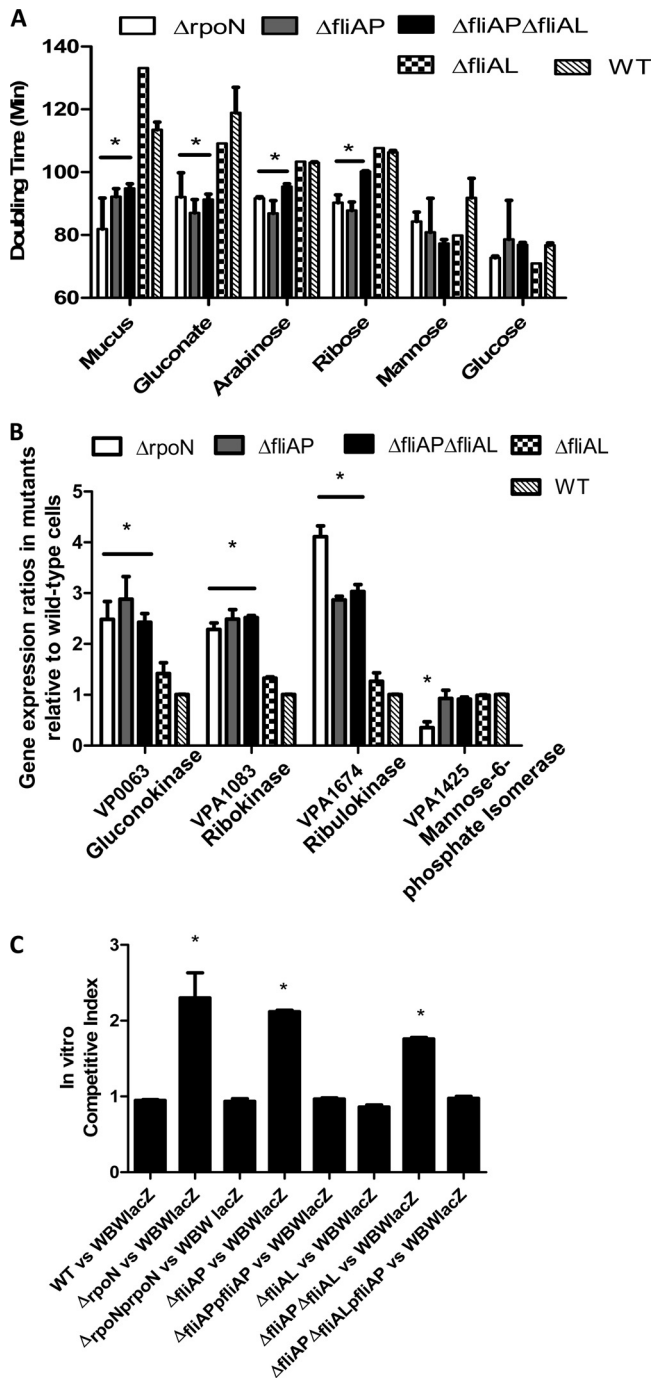 A
ΔrpoN ΔfliAP ΔfliAPΔfliAL
ΔfliAL WT
Doubling Time (Min)
140
120
100
80
60
* * * *
Mucus
Gluconate
Arabinose
Ribose
Mannose
Glucose
B
ΔrpoN ΔfliAP ΔfliAPΔfliAL ΔfliAL
WT
Gene expression ratios in mutants
relative to wild-type cells
5
4
3
2
1
0
* * * *
VP0063
Gluconokinase
VPA1083
Ribokinase
VPA1674
Ribulokinase
VPA1425
Mannose-6-
phosphate Isomerase
C
In vitro
Competitive Index
3
2
1
0
* * *
WT vs WBWlacZ
ΔrpoN vs WBWlacZ
ΔrpoNprpoN vs WBW lacZ
ΔfliAP vs WBWlacZ
ΔfliAPpfliAP vs WBWlacZ
ΔfliAL vs WBWlacZ
ΔfliAP ΔfliAL vs WBWlacZ
ΔfliAP ΔfliALpfliAP vs WBWlacZ